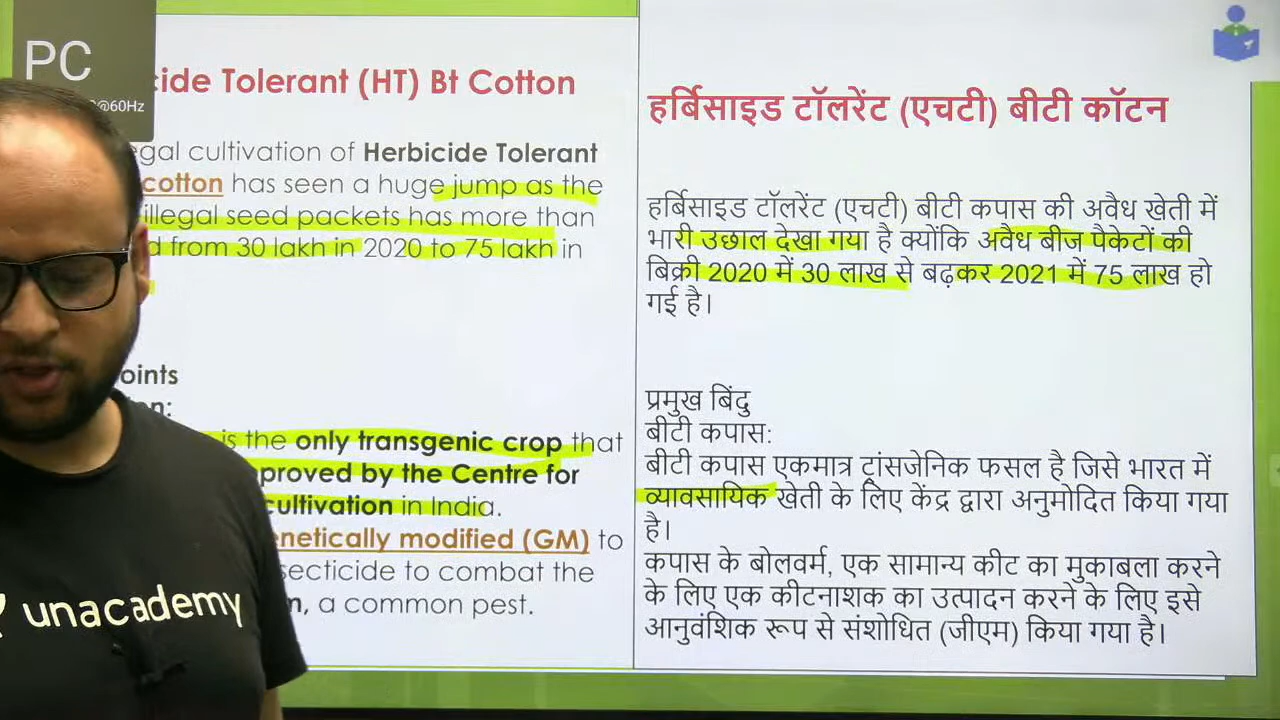 PC
@60Hz
cide Tolerant (HT) Bt Cotton
egal cultivation of Herbicide Tolerant
cotton has seen a huge jump as the
illegal seed packets has more than
d from 30 lakh in 2020 to 75 lakh in
oints
on:
is the only transgenic crop that
proved by the Centre for
cultivation in India.
enetically modified (GM) to
secticide to combat the
n, a common pest.
unacademy
हर्बिसाइड टॉलरेंट (एचटी) बीटी कॉटन
हर्बिसाइड टॉलरेंट (एचटी) बीटी कपास की अवैध खेती में
भारी उछाल देखा गया है क्योंकि अवैध बीज पैकेटों की
बिक्री 2020 में 30 लाख से बढ़कर 2021 में 75 लाख हो
गई है।
प्रमुख बिंदु
बीटी कपास:
बीटी कपास एकमात्र ट्रांसजेनिक फसल है जिसे भारत में
व्यावसायिक खेती के लिए केंद्र द्वारा अनुमोदित किया गया
है।
कपास के बोलवर्म, एक सामान्य कीट का मुकाबला करने
के लिए एक कीटनाशक का उत्पादन करने के लिए इसे
आनुवंशिक रूप से संशोधित (जीएम) किया गया है।